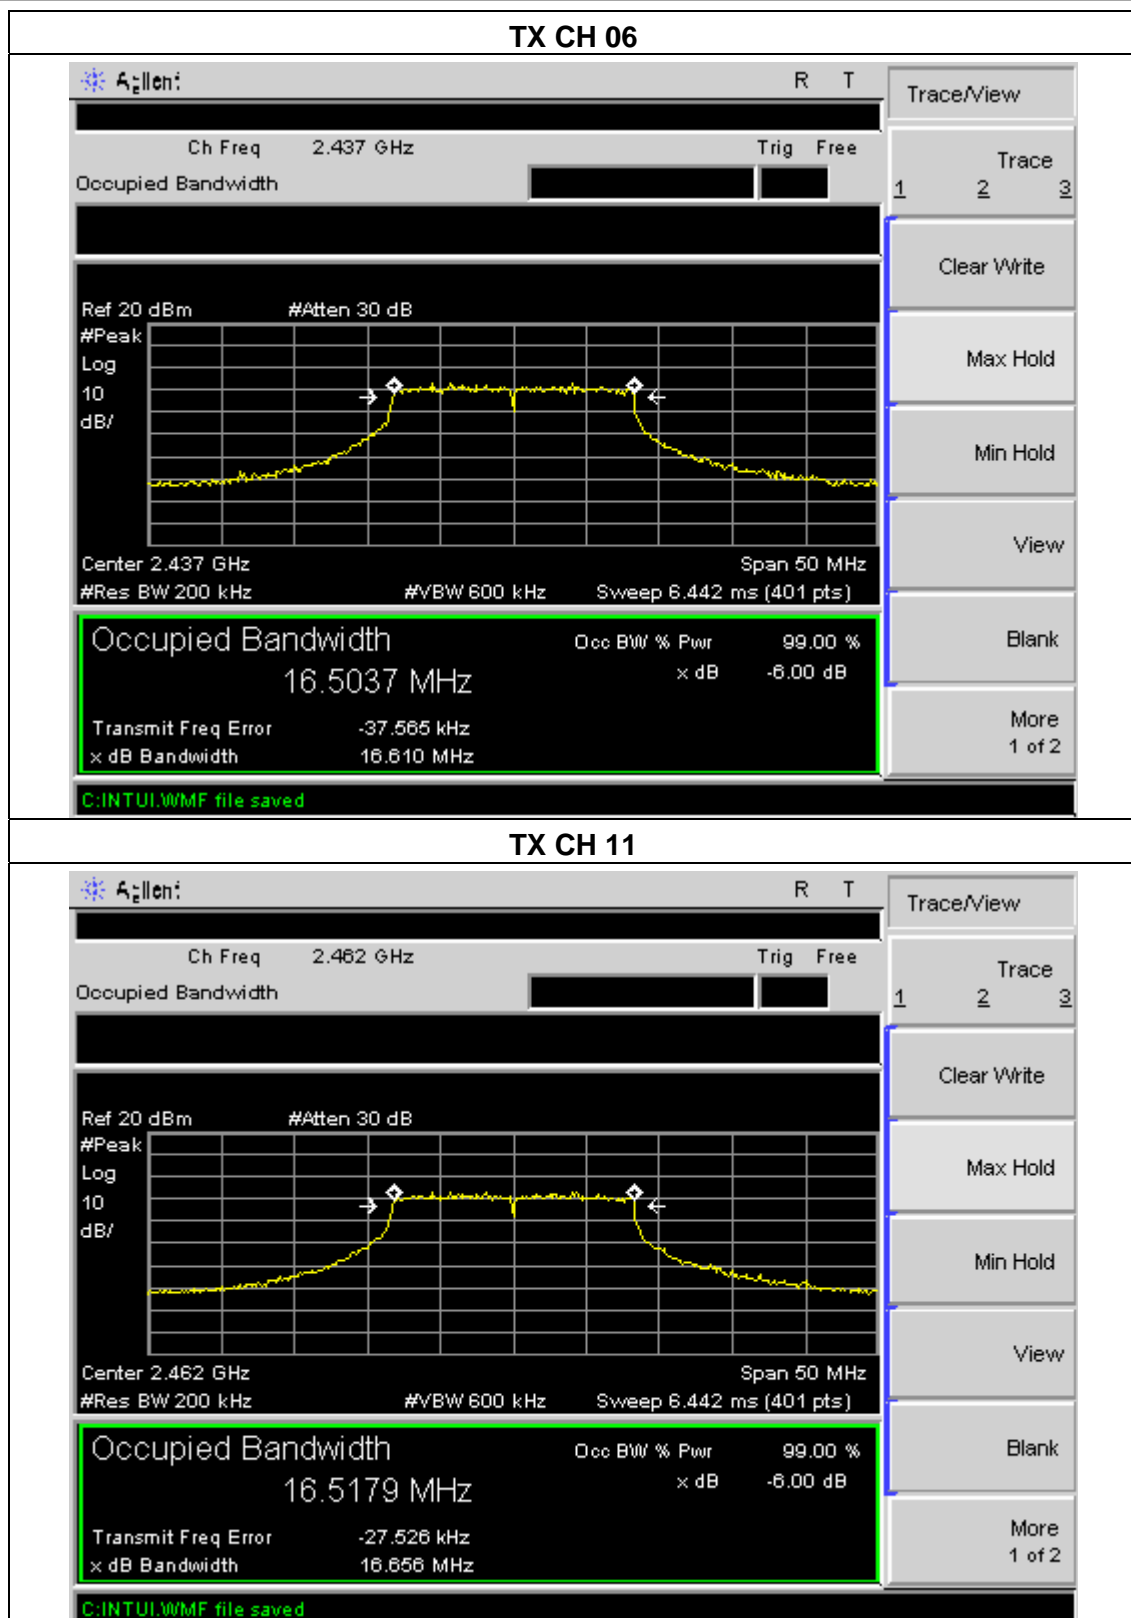 TX CH 06
Agilent R T
Trace/View
Ch Freq 2.437 GHz Trig Free
Occupied Bandwidth
Trace
1 2 3
Clear Write
Ref 20 dBm #Atten 30 dB
#Peak
Log
10
dB/
Max Hold
Min Hold
View
Center 2.437 GHz Span 50 MHz
#Res BW 200 kHz #VBW 600 kHz Sweep 6.442 ms (401 pts)
Occupied Bandwidth Occ BW % Pwr 99.00 %
16.5037 MHz x dB -6.00 dB
Blank
Transmit Freq Error -37.565 kHz
x dB Bandwidth 16.610 MHz
More
1 of 2
C:INTUI.WMF file saved
TX CH 11
Agilent R T
Trace/View
Ch Freq 2.462 GHz Trig Free
Occupied Bandwidth
Trace
1 2 3
Clear Write
Ref 20 dBm #Atten 30 dB
#Peak
Log
10
dB/
Max Hold
Min Hold
View
Center 2.462 GHz Span 50 MHz
#Res BW 200 kHz #VBW 600 kHz Sweep 6.442 ms (401 pts)
Occupied Bandwidth Occ BW % Pwr 99.00 %
16.5179 MHz x dB -6.00 dB
Blank
Transmit Freq Error -27.526 kHz
x dB Bandwidth 16.656 MHz
More
1 of 2
C:INTUI.WMF file saved